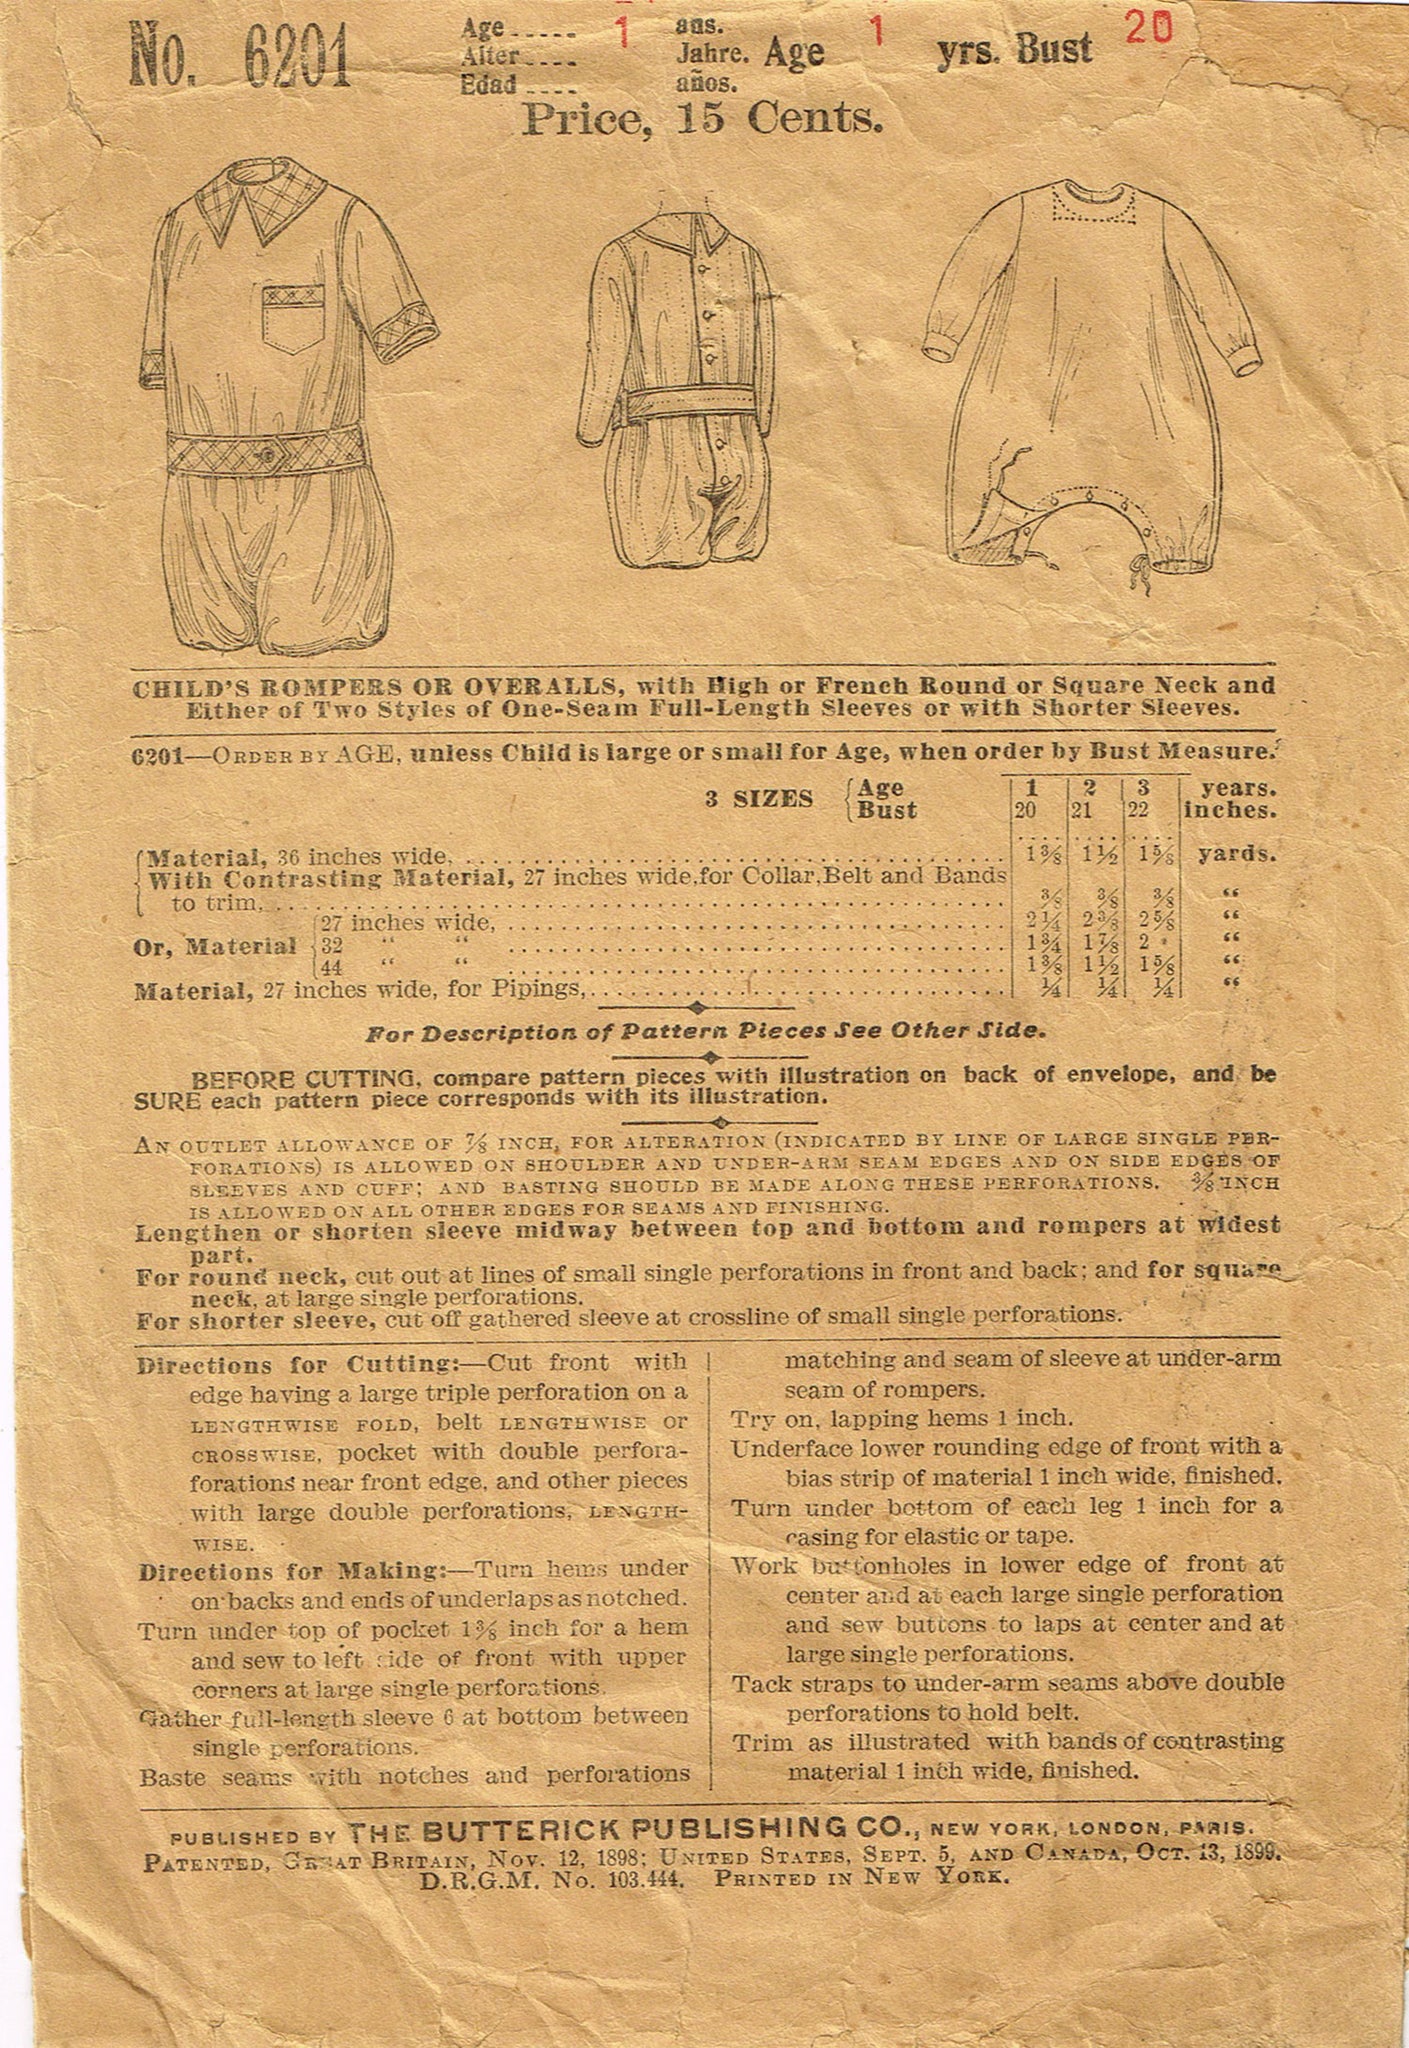 No. 6201
Age ..... 1 ans.
Alter .... Jahre. Age 1 yrs. Bust 20
Edad .... años.
Price, 15 Cents.
CHILD'S ROMPERS OR OVERALLS, with High or French Round or Square Neck and
Either of Two Styles of One-Seam Full-Length Sleeves or with Shorter Sleeves.
6201—ORDER BY AGE, unless Child is large or small for Age, when order by Bust Measure.
3 SIZES { Age 1 2 3 years.
Bust 20 21 22 inches.
Material, 36 inches wide, 1⅜ 1½ 1⅝ yards.
With Contrasting Material, 27 inches wide, for Collar, Belt and Bands
to trim, ⅜ ⅜ ⅜ "
27 inches wide, 2¼ 2⅜ 2⅝ "
Or, Material 32 " " 1¾ 1⅞ 2 "
44 " " 1⅜ 1½ 1⅝ "
Material, 27 inches wide, for Pipings, ¼ ¼ ¼ "
For Description of Pattern Pieces See Other Side.
BEFORE CUTTING, compare pattern pieces with illustration on back of envelope, and be
SURE each pattern piece corresponds with its illustration.
AN OUTLET ALLOWANCE OF ⅞ INCH, FOR ALTERATION (INDICATED BY LINE OF LARGE SINGLE PER-
FORATIONS) IS ALLOWED ON SHOULDER AND UNDER-ARM SEAM EDGES AND ON SIDE EDGES OF
SLEEVES AND CUFF; AND BASTING SHOULD BE MADE ALONG THESE PERFORATIONS. ⅜ INCH
IS ALLOWED ON ALL OTHER EDGES FOR SEAMS AND FINISHING.
Lengthen or shorten sleeve midway between top and bottom and rompers at widest
part.
For round neck, cut out at lines of small single perforations in front and back; and for square
neck, at large single perforations.
For shorter sleeve, cut off gathered sleeve at crossline of small single perforations.
Directions for Cutting:—Cut front with
edge having a large triple perforation on a
LENGTHWISE FOLD, belt LENGTHWISE OR
CROSSWISE, pocket with double perfora-
forations near front edge, and other pieces
with large double perforations, LENGTH-
WISE.
Directions for Making:—Turn hems under
on backs and ends of underlaps as notched.
Turn under top of pocket 1⅜ inch for a hem
and sew to left side of front with upper
corners at large single perforations.
Gather full-length sleeve 6 at bottom between
single perforations.
Baste seams with notches and perforations
matching and seam of sleeve at under-arm
seam of rompers.
Try on, lapping hems 1 inch.
Underface lower rounding edge of front with a
bias strip of material 1 inch wide, finished.
Turn under bottom of each leg 1 inch for a
casing for elastic or tape.
Work buttonholes in lower edge of front at
center and at each large single perforation
and sew buttons to laps at center and at
large single perforations.
Tack straps to under-arm seams above double
perforations to hold belt.
Trim as illustrated with bands of contrasting
material 1 inch wide, finished.
PUBLISHED BY THE BUTTERICK PUBLISHING CO., NEW YORK, LONDON, PARIS.
PATENTED, GREAT BRITAIN, NOV. 12, 1898; UNITED STATES, SEPT. 5, AND CANADA, OCT. 13, 1899.
D.R.G.M. No. 103.444. PRINTED IN NEW YORK.